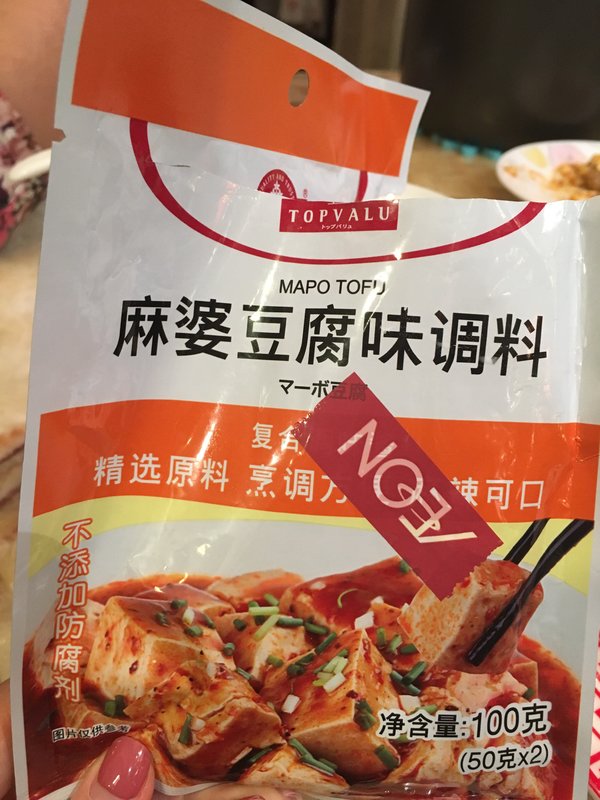 TOPVALU
トップバリュ
MAPO TOFU
麻婆豆腐味调料
マーボ豆腐
复合
精选原料 烹调方 辣可口
AEON
不添加防腐剂
图片仅供参考
净含量:100克
(50克x2)